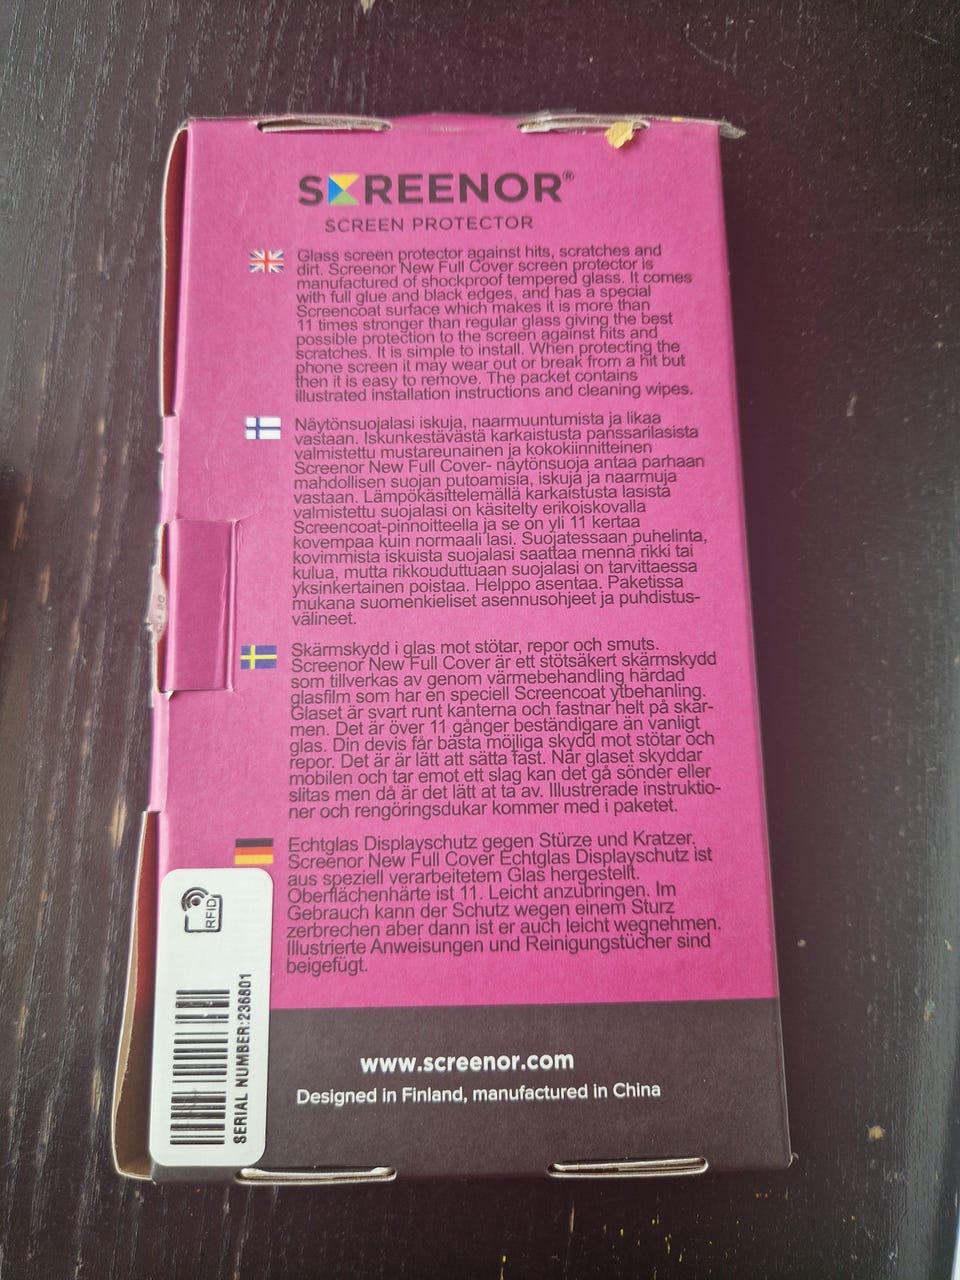 SCREENOR®
SCREEN PROTECTOR
Glass screen protector against hits, scratches and
dirt. Screenor New Full Cover screen protector is
manufactured of shockproof tempered glass. It comes
with full glue and black edges, and has a special
Screencoat surface which makes it is more than
11 times stronger than regular glass giving the best
possible protection to the screen against hits and
scratches. It is simple to install. When protecting the
phone screen it may wear out or break from a hit but
then it is easy to remove. The packet contains
illustrated installation instructions and cleaning wipes.
Näytönsuojalasi iskuja, naarmuuntumista ja likaa
vastaan. Iskunkestävästä karkaistusta panssarilasista
valmistettu mustareunainen ja kokokiinnitteinen
Screenor New Full Cover- näytönsuoja antaa parhaan
mahdollisen suojan putoamisia, iskuja ja naarmuja
vastaan. Lämpökäsittelemällä karkaistusta lasista
valmistettu suojalasi on käsitelty erikoiskovalla
Screencoat-pinnoitteella ja se on yli 11 kertaa
kovempaa kuin normaali lasi. Suojatessaan puhelinta,
kovimmista iskuista suojalasi saattaa mennä rikki tai
kulua, mutta rikkouduttuaan suojalasi on tarvittaessa
yksinkertainen poistaa. Helppo asentaa. Paketissa
mukana suomenkieliset asennusohjeet ja puhdistus-
välineet.
Skärmskydd i glas mot stötar, repor och smuts.
Screenor New Full Cover är ett stötsäkert skärmskydd
som tillverkas av genom värmebehandling härdad
glasfilm som har en speciell Screencoat ytbehanling.
Glaset är svart runt kanterna och fastnar helt på skär-
men. Det är över 11 gånger beständigare än vanligt
glas. Din devis får bästa möjliga skydd mot stötar och
repor. Det är är lätt att sätta fast. När glaset skyddar
mobilen och tar emot ett slag kan det gå sönder eller
slitas men då är det lätt at ta av. Illustrerade instruktio-
ner och rengöringsdukar kommer med i paketet.
Echtglas Displayschutz gegen Stürze und Kratzer.
Screenor New Full Cover Echtglas Displayschutz ist
aus speziell verarbeitetem Glas hergestellt.
Oberflächenhärte ist 11. Leicht anzubringen. Im
Gebrauch kann der Schutz wegen einem Sturz
zerbrechen aber dann ist er auch leicht wegnehmen.
Illustrierte Anweisungen und Reinigungstücher sind
beigefügt.
RFID
SERIAL NUMBER:236801
www.screenor.com
Designed in Finland, manufactured in China